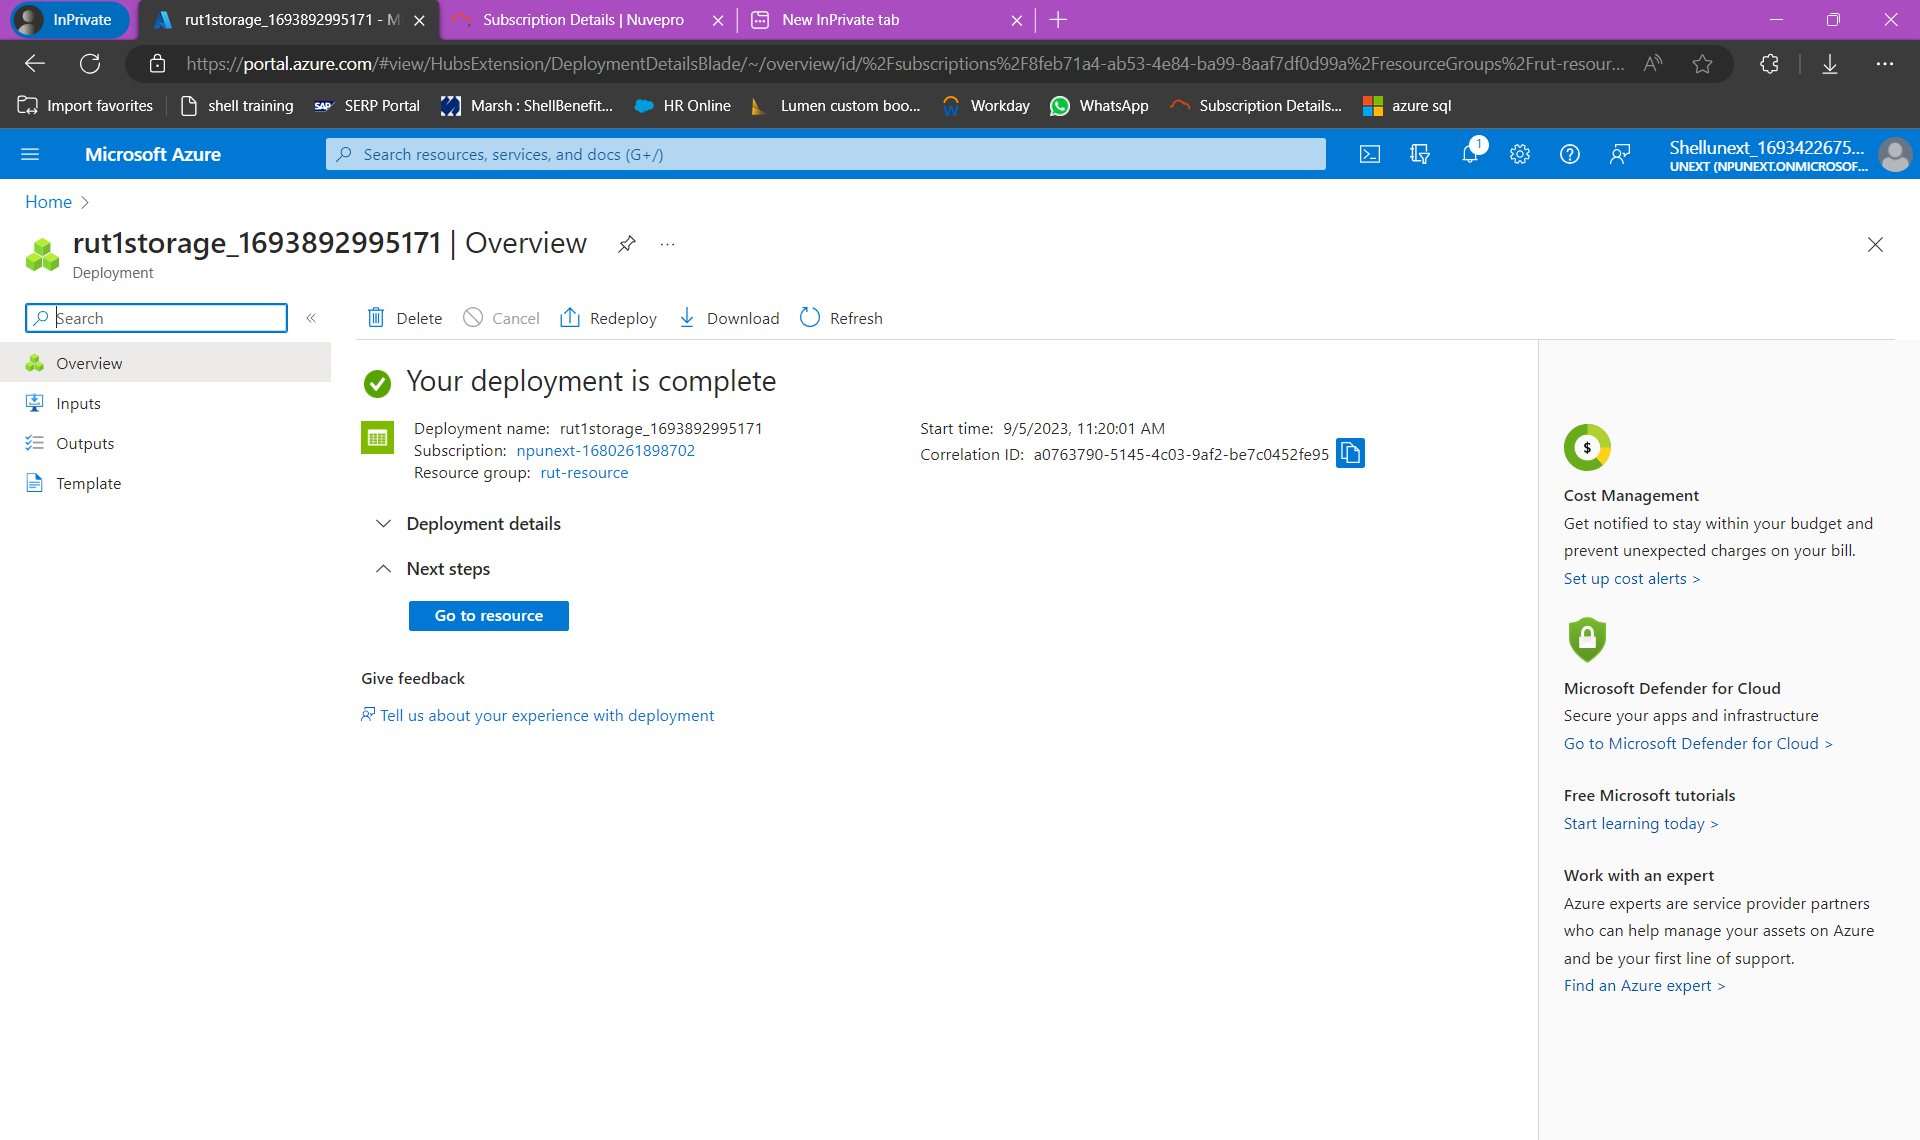 InPrivate
rut1storage_1693892995171 - M
Subscription Details | Nuvepro
New InPrivate tab
https://portal.azure.com/#view/HubsExtension/DeploymentDetailsBlade/~/overview/id/%2Fsubscriptions%2F8feb71a4-ab53-4e84-ba99-8aaf7df0d99a%2FresourceGroups%2Frut-resour...
Import favorites
shell training
SAP SERP Portal
Marsh : ShellBenefit...
HR Online
Lumen custom boo...
Workday
WhatsApp
Subscription Details...
azure sql
Microsoft Azure
Search resources, services, and docs (G+/)
1
Shellunext_1693422675...
UNEXT (NPUNEXT.ONMICROSOF...
Home
rut1storage_1693892995171 | Overview
...
Deployment
Search
Delete
Cancel
Redeploy
Download
Refresh
Overview
Inputs
Outputs
Template
Your deployment is complete
Deployment name: rut1storage_1693892995171
Subscription: npunext-1680261898702
Resource group: rut-resource
Start time: 9/5/2023, 11:20:01 AM
Correlation ID: a0763790-5145-4c03-9af2-be7c0452fe95
Deployment details
Next steps
Go to resource
Give feedback
Tell us about your experience with deployment
$
Cost Management
Get notified to stay within your budget and
prevent unexpected charges on your bill.
Set up cost alerts >
Microsoft Defender for Cloud
Secure your apps and infrastructure
Go to Microsoft Defender for Cloud >
Free Microsoft tutorials
Start learning today >
Work with an expert
Azure experts are service provider partners
who can help manage your assets on Azure
and be your first line of support.
Find an Azure expert >